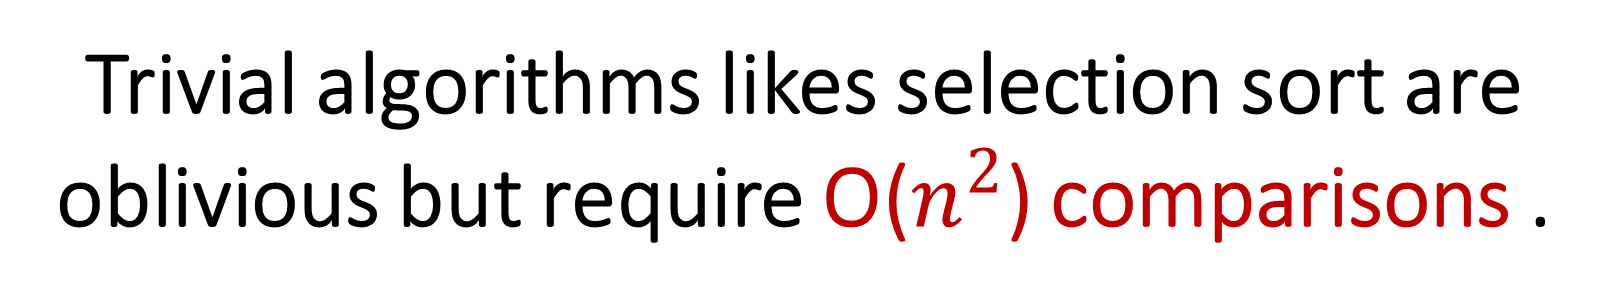 Trivial algorithms likes selection sort are
oblivious but require O(n²) comparisons .